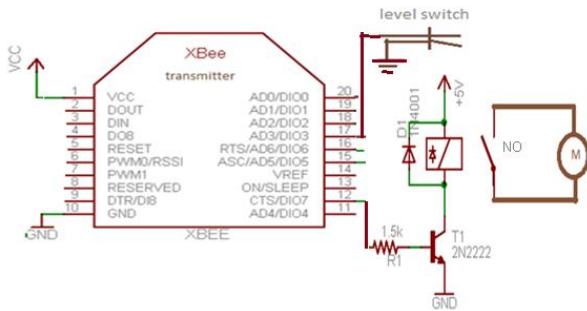 level switch
VCC
XBee
transmitter
1 VCC AD0/DIO0 20
2 DOUT AD1/DIO1 19
3 DIN AD2/DIO2 18
4 DO8 AD3/DIO3 17
5 RESET RTS/AD6/DIO6 16
6 PWM0/RSSI ASC/AD5/DIO5 15
7 PWM1 VREF 14
8 RESERVED ON/SLEEP 13
9 DTR/DI8 CTS/DIO7 12
10 GND AD4/DIO4 11
XBEE
GND
+5V
D1
1N4001
NO
M
1.5k
R1
T1
2N2222
GND